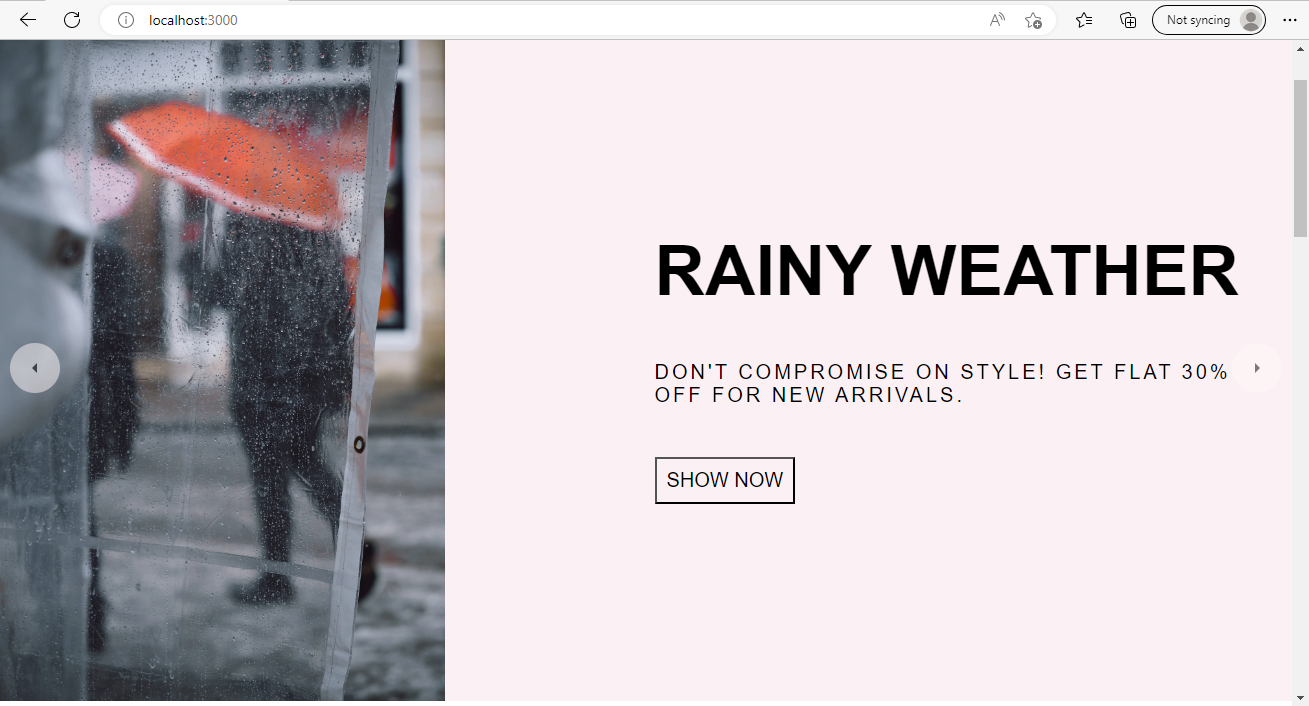 localhost:3000
Not syncing
RAINY WEATHER
DON'T COMPROMISE ON STYLE! GET FLAT 30%
OFF FOR NEW ARRIVALS.
SHOW NOW